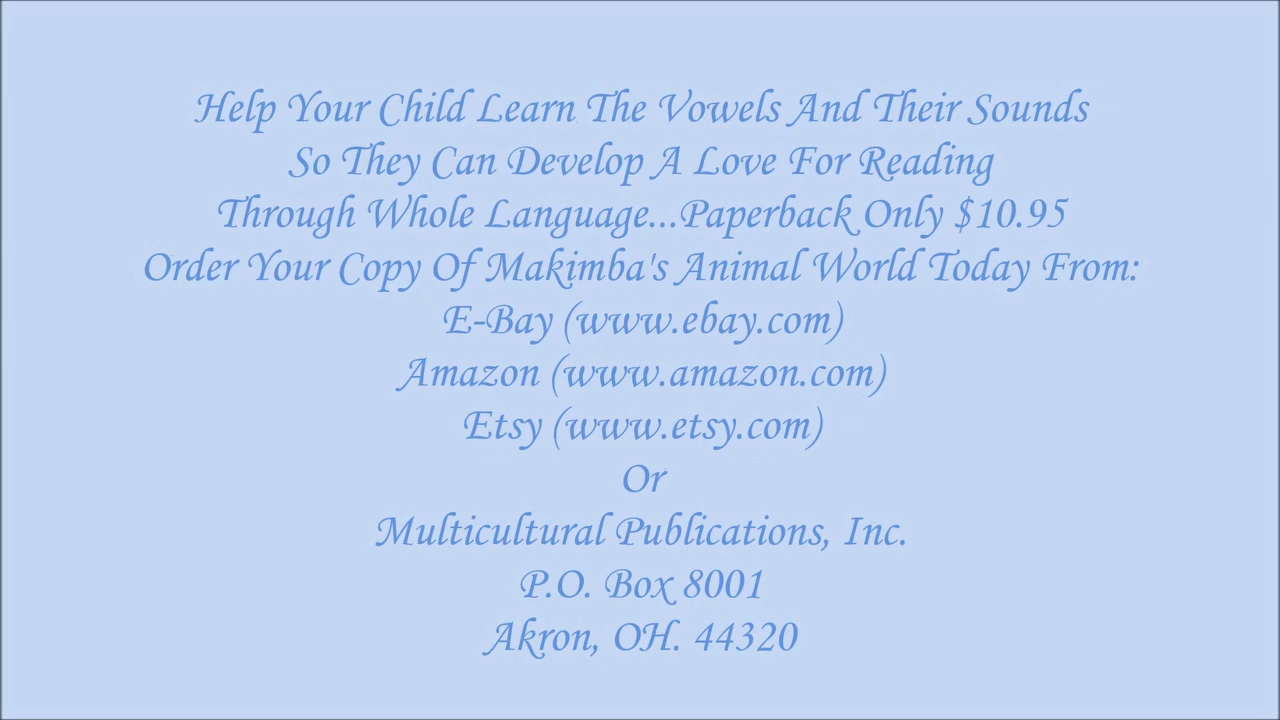 Help Your Child Learn The Vowels And Their Sounds
So They Can Develop A Love For Reading
Through Whole Language...Paperback Only $10.95
Order Your Copy Of Makimba's Animal World Today From:
E-Bay (www.ebay.com)
Amazon (www.amazon.com)
Etsy (www.etsy.com)
Or
Multicultural Publications, Inc.
P.O. Box 8001
Akron, OH. 44320